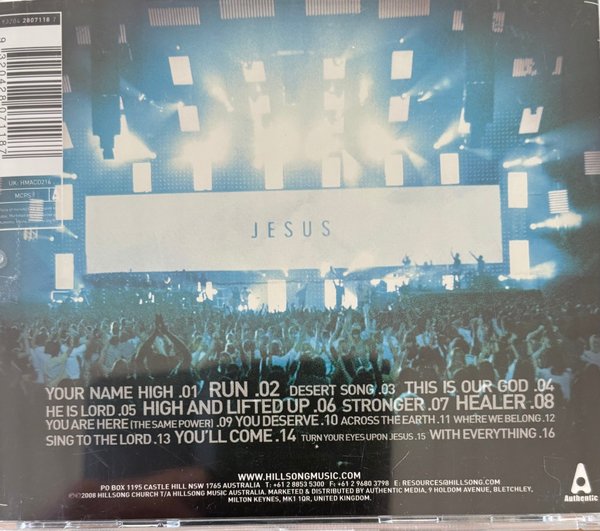 9320420071187
UK: HMACD216
MCPS
JESUS
YOUR NAME HIGH .01 RUN .02 DESERT SONG .03 THIS IS OUR GOD .04
HE IS LORD .05 HIGH AND LIFTED UP .06 STRONGER .07 HEALER .08
YOU ARE HERE (THE SAME POWER) .09 YOU DESERVE .10 ACROSS THE EARTH .11 WHERE WE BELONG .12
SING TO THE LORD .13 YOU'LL COME .14 TURN YOUR EYES UPON JESUS .15 WITH EVERYTHING .16
WWW.HILLSONGMUSIC.COM
PO BOX 1195 CASTLE HILL NSW 1765 AUSTRALIA T: +61 2 8853 5300 F: +61 2 9680 3798 E: RESOURCES@HILLSONG.COM
©2008 HILLSONG CHURCH T/A HILLSONG MUSIC AUSTRALIA. MARKETED & DISTRIBUTED BY AUTHENTIC MEDIA, 9 HOLDOM AVENUE, BLETCHLEY,
MILTON KEYNES, MK1 1QR, UNITED KINGDOM.
Authentic